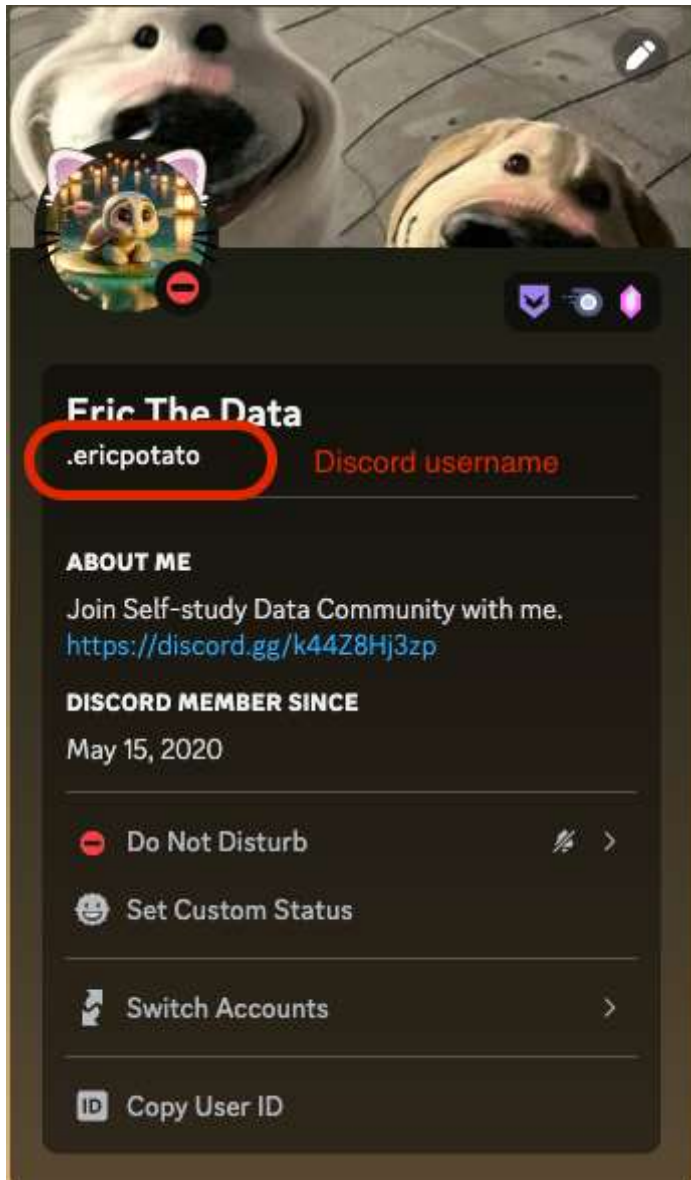 Eric The Data
.ericpotato
Discord username
ABOUT ME
Join Self-study Data Community with me.
https://discord.gg/k44Z8Hj3zp
DISCORD MEMBER SINCE
May 15, 2020
Do Not Disturb
Set Custom Status
Switch Accounts
ID Copy User ID